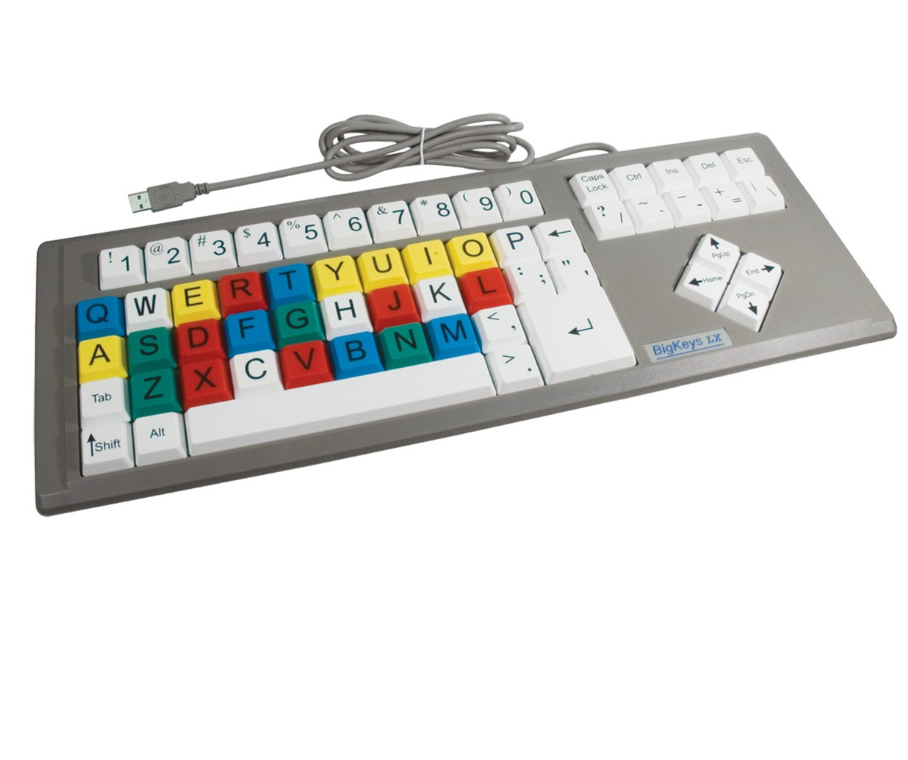 Caps Lock Ctrl Ins Del Esc
? / ~ ` _ - + = | \
! 1 @ 2 # 3 $ 4 % 5 ^ 6 & 7 * 8 ( 9 ) 0
Q W E R T Y U I O P ←
A S D F G H J K L : ; " '
Tab Z X C V B N M < , ↵
↑Shift Alt > .
↑ PgUp
← Home End →
PgDn ↓
BigKeys LX